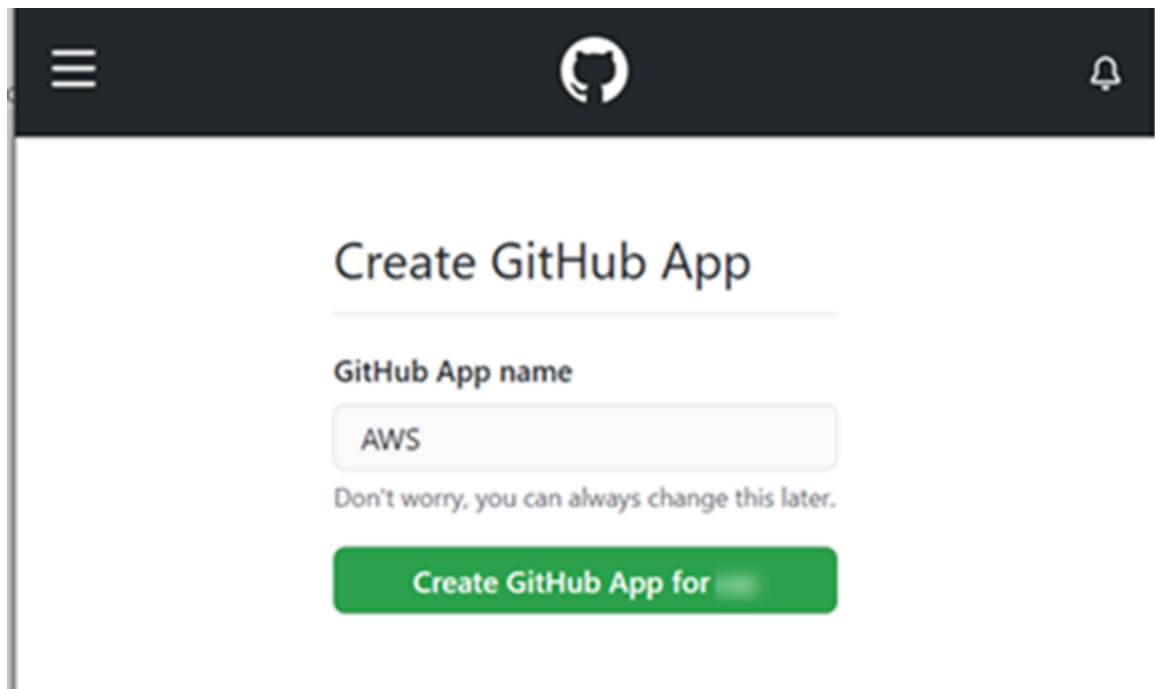 Create GitHub App
GitHub App name
AWS
Don't worry, you can always change this later.
Create GitHub App for